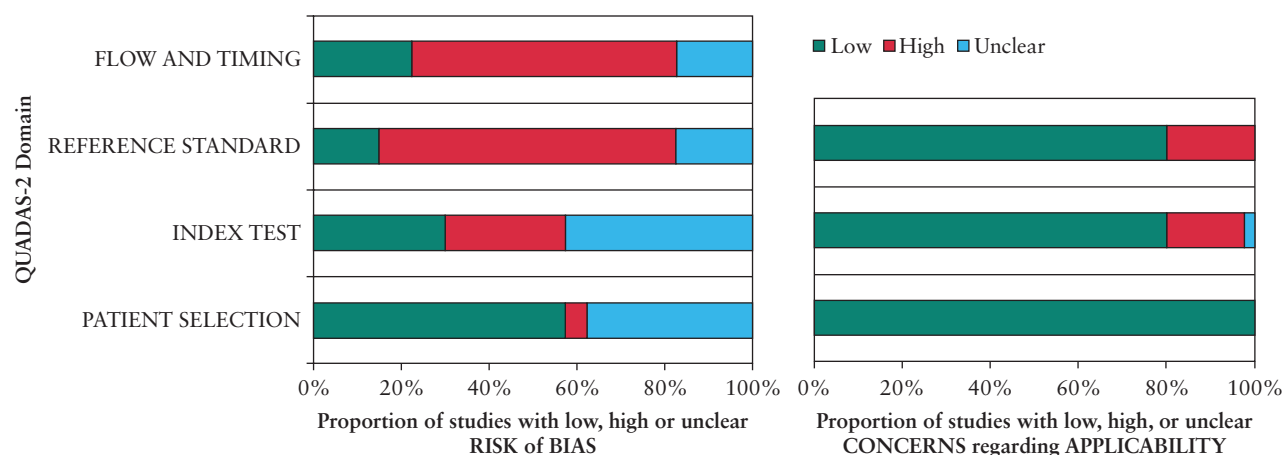 QUADAS-2 Domain
FLOW AND TIMING
REFERENCE STANDARD
INDEX TEST
PATIENT SELECTION
0% 20% 40% 60% 80% 100%
Proportion of studies with low, high or unclear
RISK of BIAS
Low High Unclear
0% 20% 40% 60% 80% 100%
Proportion of studies with low, high, or unclear
CONCERNS regarding APPLICABILITY